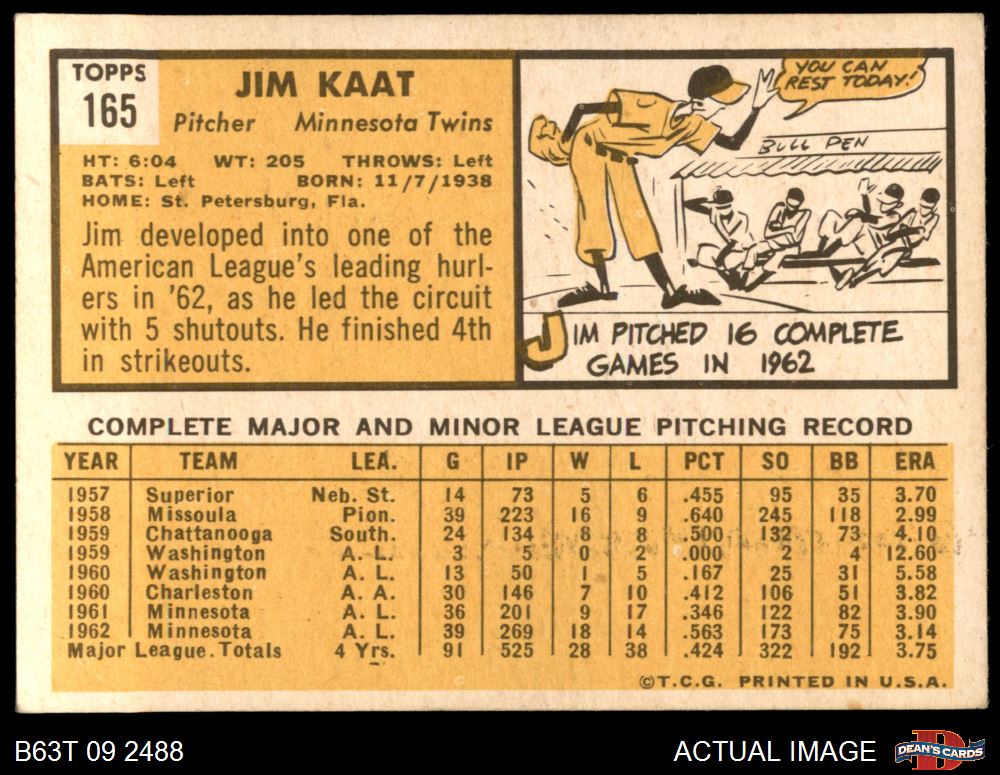 TOPPS
165
JIM KAAT
Pitcher Minnesota Twins
HT: 6:04 WT: 205 THROWS: Left
BATS: Left BORN: 11/7/1938
HOME: St. Petersburg, Fla.
Jim developed into one of the
American League's leading hurl-
ers in '62, as he led the circuit
with 5 shutouts. He finished 4th
in strikeouts.
YOU CAN
REST TODAY!
BULL PEN
JIM PITCHED 16 COMPLETE
GAMES IN 1962
COMPLETE MAJOR AND MINOR LEAGUE PITCHING RECORD
YEAR TEAM LEA. G IP W L PCT SO BB ERA
1957 Superior Neb. St. 14 73 5 6 .455 95 35 3.70
1958 Missoula Pion. 39 223 16 9 .640 245 118 2.99
1959 Chattanooga South. 24 134 8 8 .500 132 73 4.10
1959 Washington A. L. 3 5 0 2 .000 2 4 12.60
1960 Washington A. L. 13 50 1 5 .167 25 31 5.58
1960 Charleston A. A. 30 146 7 10 .412 106 51 3.82
1961 Minnesota A. L. 36 201 9 17 .346 122 82 3.90
1962 Minnesota A. L. 39 269 18 14 .563 173 75 3.14
Major League Totals 4 Yrs. 91 525 28 38 .424 322 192 3.75
©T.C.G. PRINTED IN U.S.A.
B63T 09 2488 ACTUAL IMAGE DEAN'S CARDS